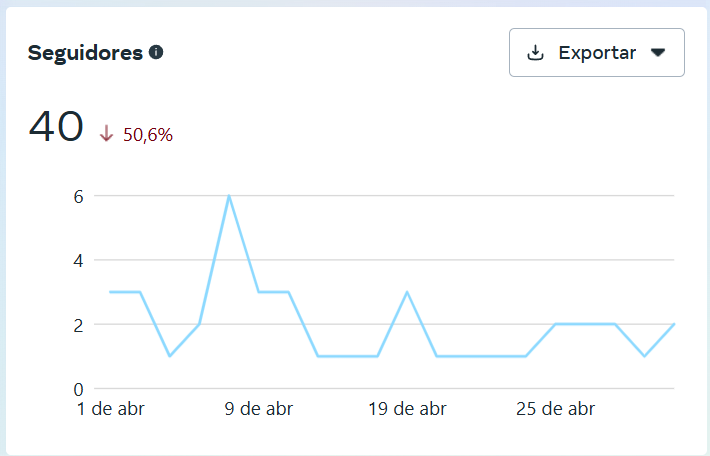 Seguidores
Exportar
40 ↓ 50,6%
6
4
2
0
1 de abr 9 de abr 19 de abr 25 de abr